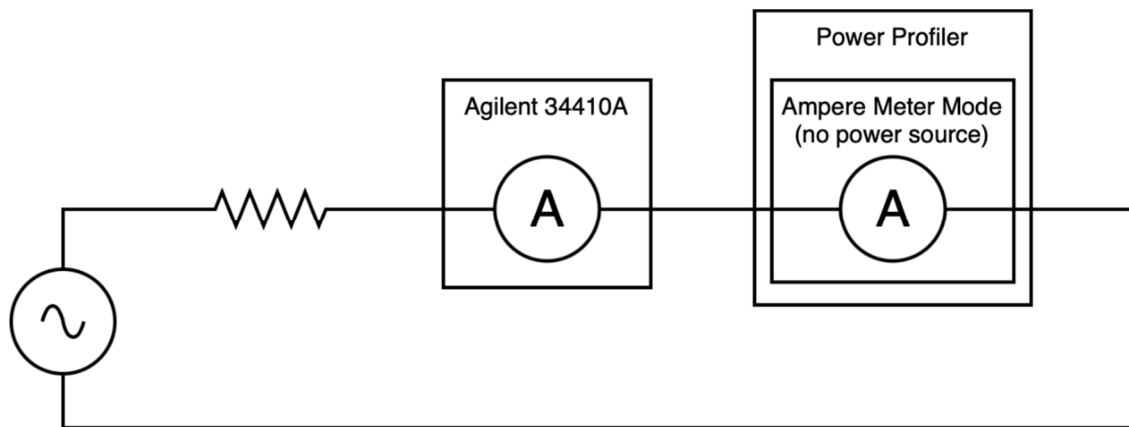 Power Profiler
Agilent 34410A
Ampere Meter Mode
(no power source)
A
A